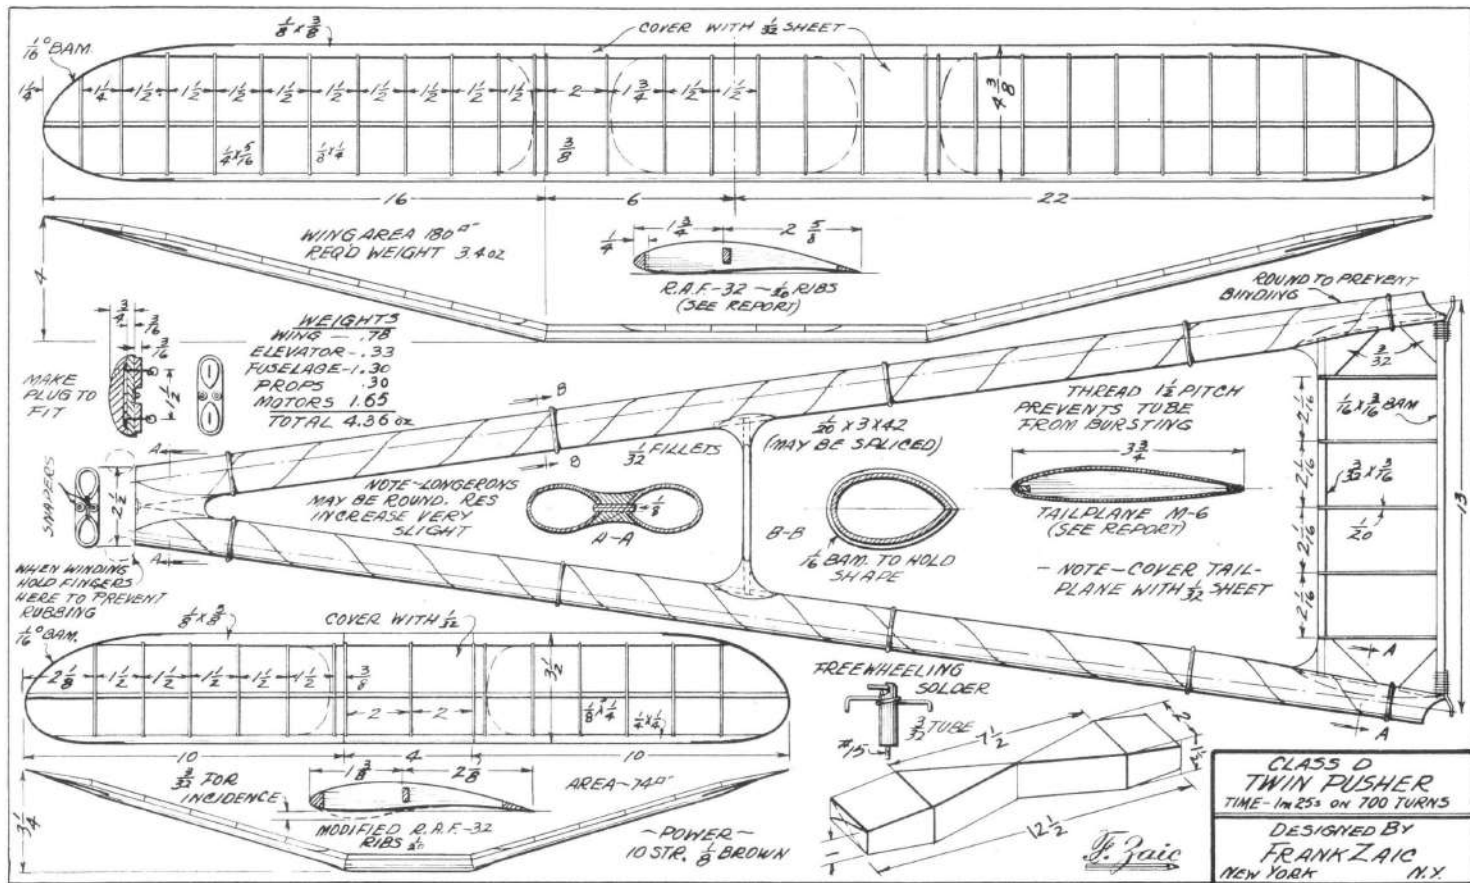 1/8 x 3/8
COVER WITH 1/32 SHEET
1/16 ° BAM.
1 1/4
1 1/4
1 1/2
1 1/2
1 1/2
1 1/2
1 1/2
1 1/2
1 1/2
1 1/2
1 1/2
2
1 3/4
1 1/2
1 1/2
4 3/8
1/4 x 5/16
1/8 x 1/4
3/8
16
6
22
4
WING AREA 180 □"
REQ'D WEIGHT 3.4 oz
1/4
1 3/4
2 5/8
R.A.F.-32 ~ 1/20 RIBS
(SEE REPORT)
ROUND TO PREVENT
BINDING
3/4
3/16
3/16
1 1/2
MAKE
PLUG TO
FIT
WEIGHTS
WING — .78
ELEVATOR - .33
FUSELAGE - 1.30
PROPS .30
MOTORS 1.65
TOTAL 4.36 oz
B
B
A
A
SNAPERS
2 1/2
1/32 FILLETS
NOTE - LONGERONS
MAY BE ROUND. RES
INCREASE VERY
SLIGHT
1/8
A-A
1/20 x 3 x 42
(MAY BE SPLICED)
B-B
1/16 BAM. TO HOLD
SHAPE
THREAD 1 1/2 PITCH
PREVENTS TUBE
FROM BURSTING
3 3/4
TAILPLANE M-6
(SEE REPORT)
- NOTE - COVER TAIL-
PLANE WITH 1/32 SHEET
3/32
1/16 x 3/16 BAM
2 1/16
2 1/16
2 1/16
2 1/16
3/32 x 5/16
1/20
13
A
A
WHEN WINDING
HOLD FINGERS
HERE TO PREVENT
RUBBING
1/16 ° BAM.
COVER WITH 1/32
2 1/8
1 1/2
1 1/2
1 1/2
1 1/2
1 1/2
3/8
2
2
3 1/2
1/8 x 1/4
1/4 x 1/4
10
4
10
3 1/4
3/32 FOR
INCIDENCE
1 3/8
2 1/8
AREA - 74 □"
MODIFIED R.A.F.-32
RIBS 1/20
~ POWER ~
10 STR. 1/8 BROWN
FREEWHEELING
SOLDER
3/32 TUBE
#15
7 1/2
2
1 1/2
12 1/2
1
F. Zaic
CLASS D
TWIN PUSHER
TIME - 1m 25s ON 700 TURNS
DESIGNED BY
FRANK ZAIC
NEW YORK N.Y.